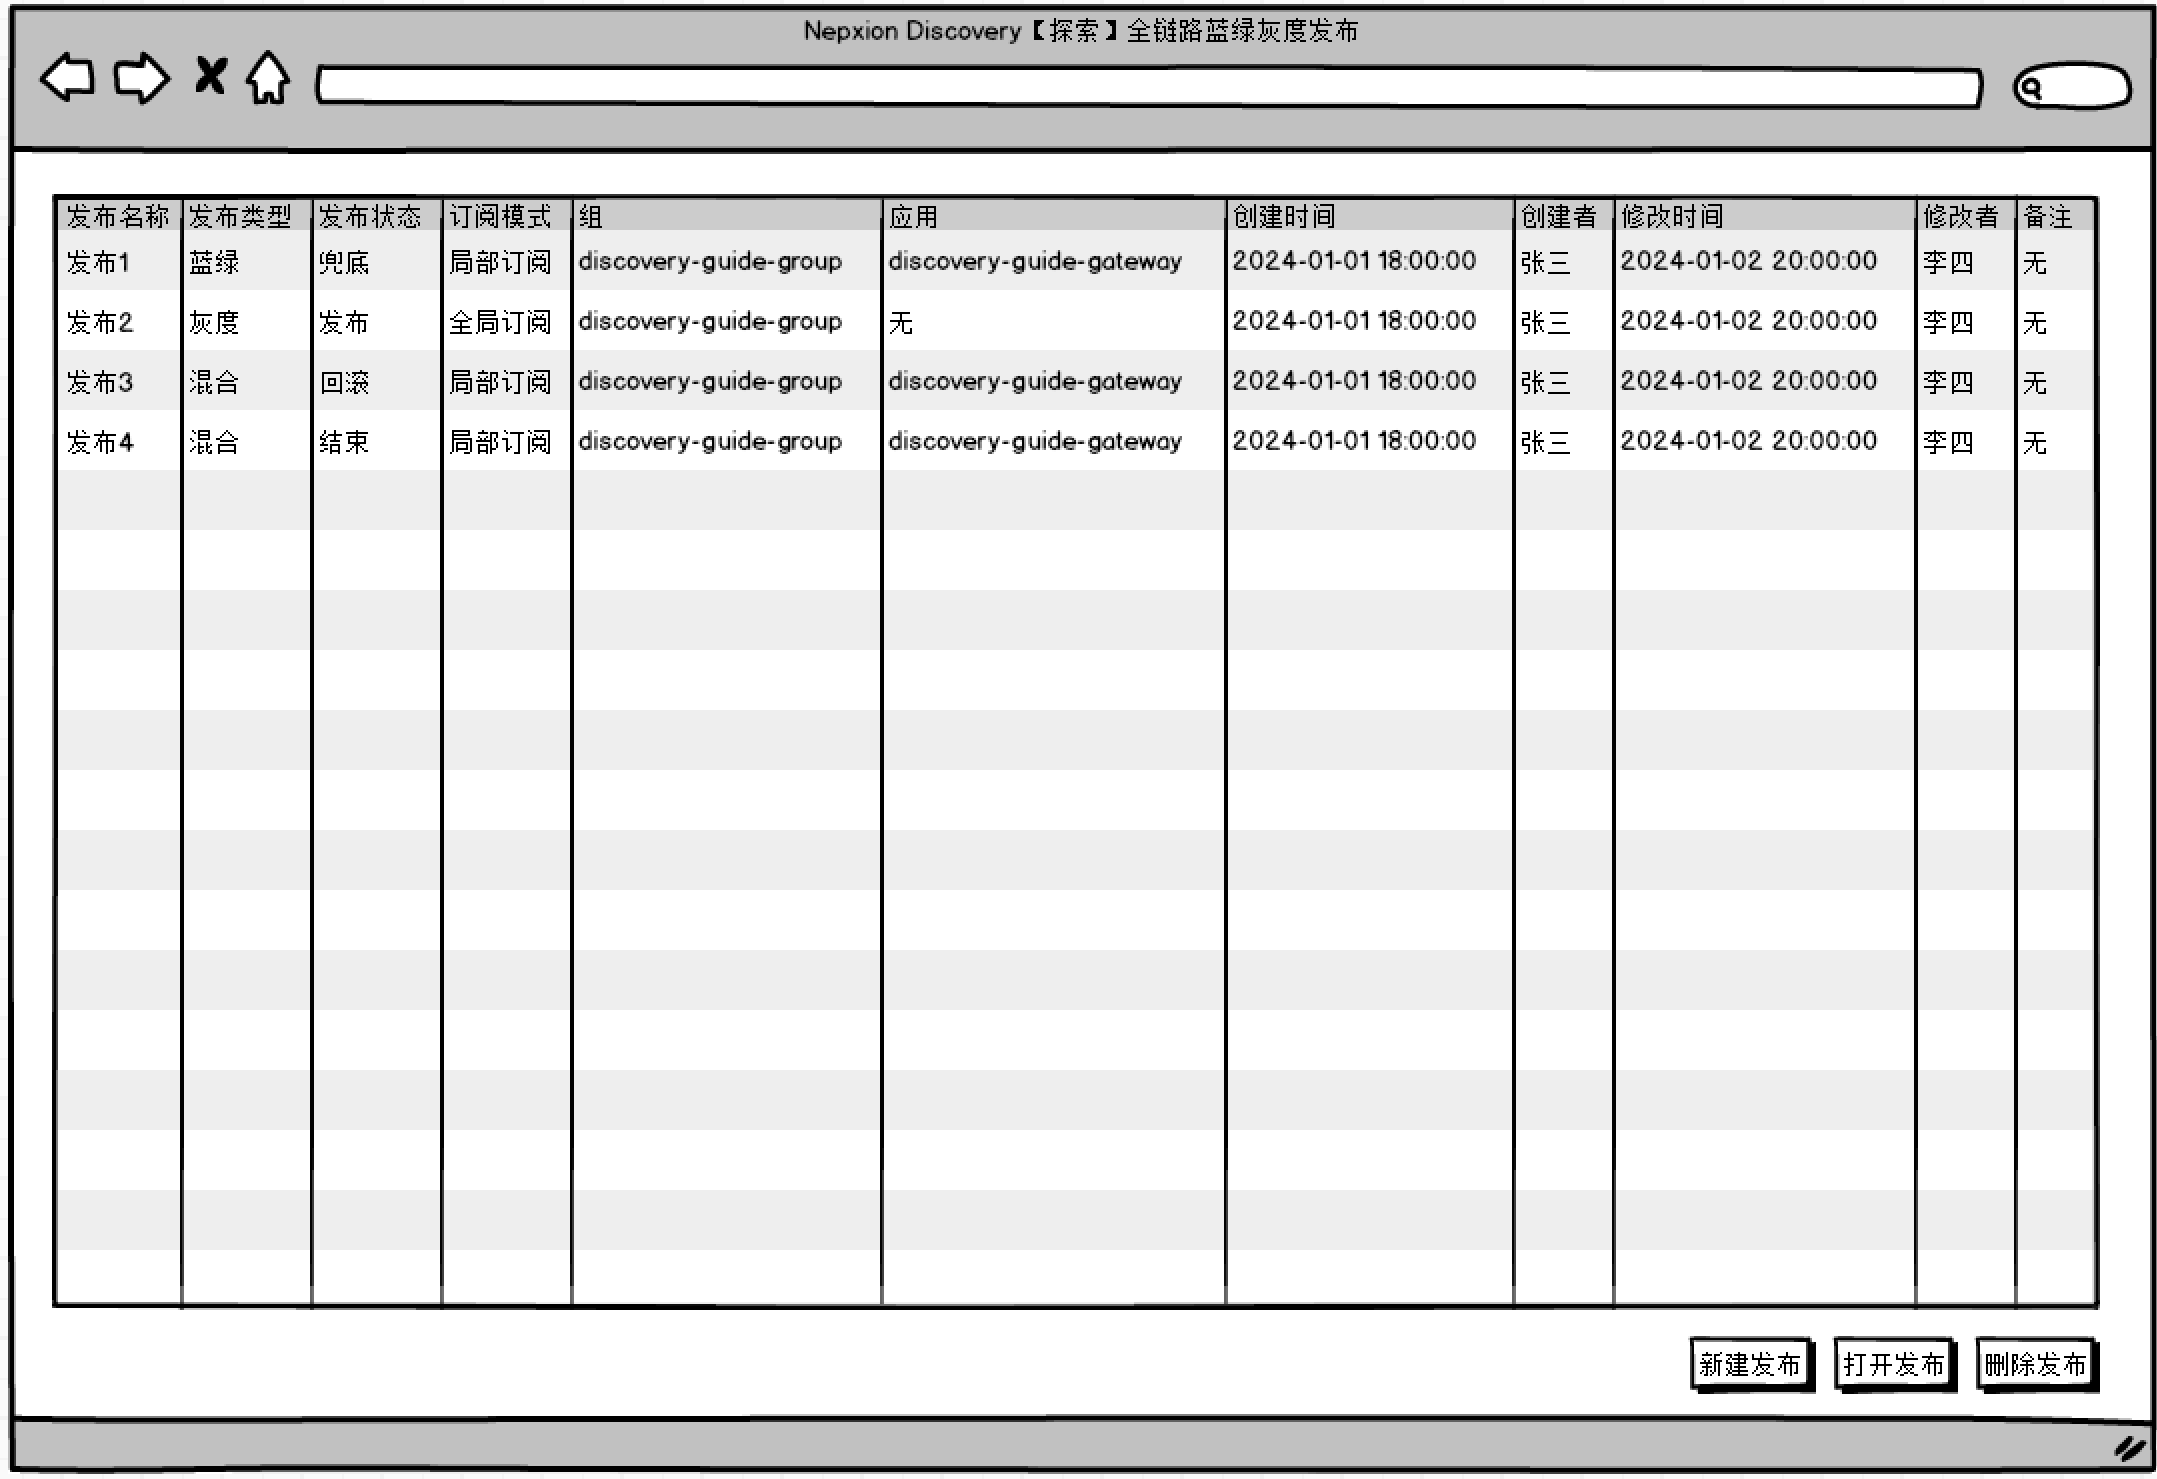 Nepxion Discovery【探索】全链路蓝绿灰度发布
发布名称 发布类型 发布状态 订阅模式 组 应用 创建时间 创建者 修改时间 修改者 备注
发布1 蓝绿 兜底 局部订阅 discovery-guide-group discovery-guide-gateway 2024-01-01 18:00:00 张三 2024-01-02 20:00:00 李四 无
发布2 灰度 发布 全局订阅 discovery-guide-group 无 2024-01-01 18:00:00 张三 2024-01-02 20:00:00 李四 无
发布3 混合 回滚 局部订阅 discovery-guide-group discovery-guide-gateway 2024-01-01 18:00:00 张三 2024-01-02 20:00:00 李四 无
发布4 混合 结束 局部订阅 discovery-guide-group discovery-guide-gateway 2024-01-01 18:00:00 张三 2024-01-02 20:00:00 李四 无
新建发布 打开发布 删除发布